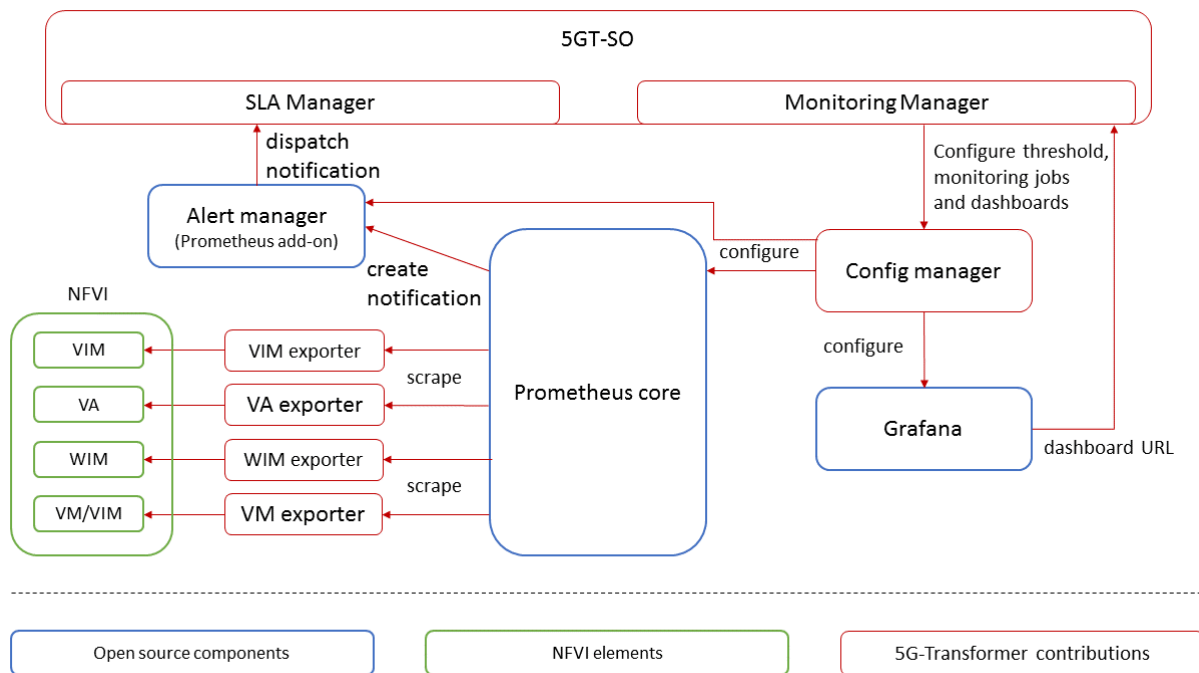 5GT-SO
SLA Manager
Monitoring Manager
dispatch
notification
Configure threshold,
monitoring jobs
and dashboards
Alert manager
(Prometheus add-on)
configure
Config manager
create
notification
NFVI
VIM
VIM exporter
scrape
VA
VA exporter
Prometheus core
configure
Grafana
dashboard URL
WIM
WIM exporter
scrape
VM/VIM
VM exporter
Open source components
NFVI elements
5G-Transformer contributions